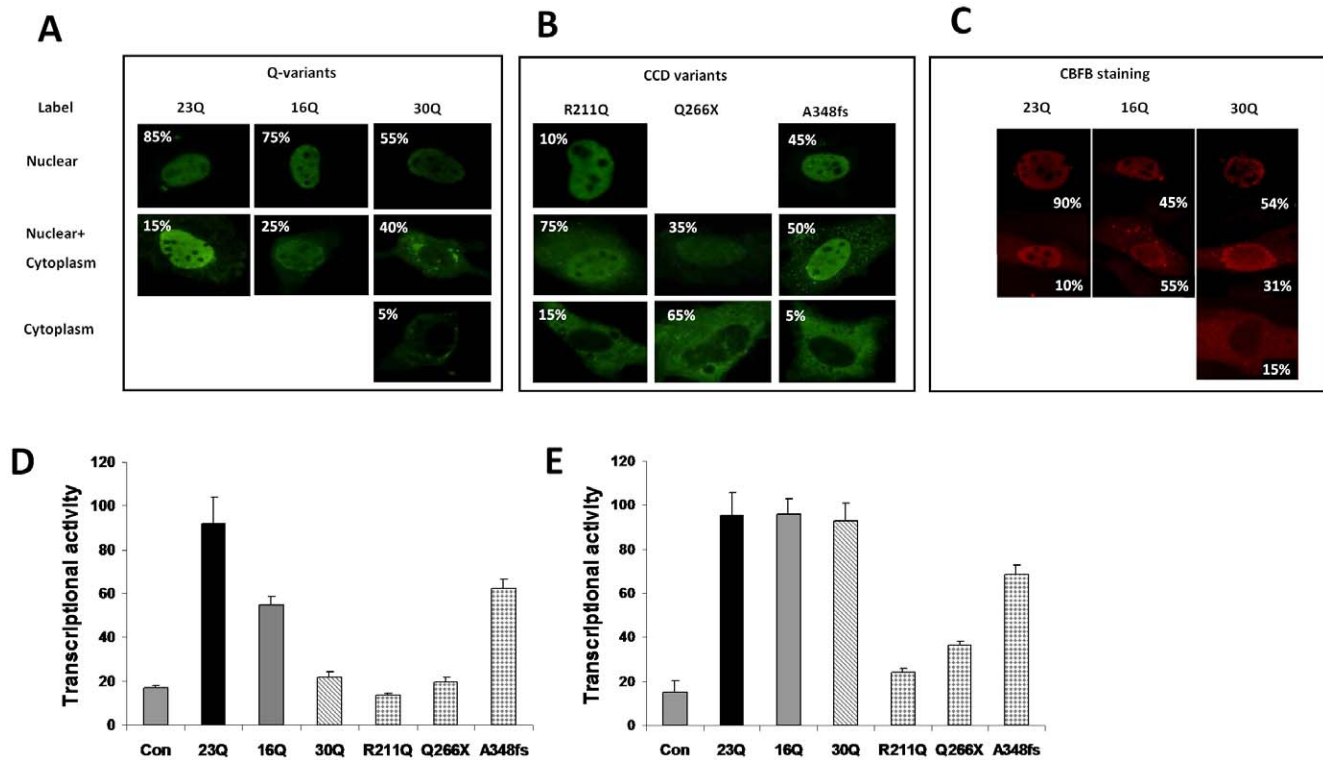 A
Q-variants
Label
23Q 16Q 30Q
Nuclear
85% 75% 55%
Nuclear+
Cytoplasm
15% 25% 40%
Cytoplasm
5%
B
CCD variants
R211Q Q266X A348fs
10% 45%
75% 35% 50%
15% 65% 5%
C
CBFB staining
23Q 16Q 30Q
90% 45% 54%
10% 55% 31%
15%
D
Transcriptional activity
120
100
80
60
40
20
0
Con 23Q 16Q 30Q R211Q Q266X A348fs
E
Transcriptional activity
120
100
80
60
40
20
0
Con 23Q 16Q 30Q R211Q Q266X A348fs